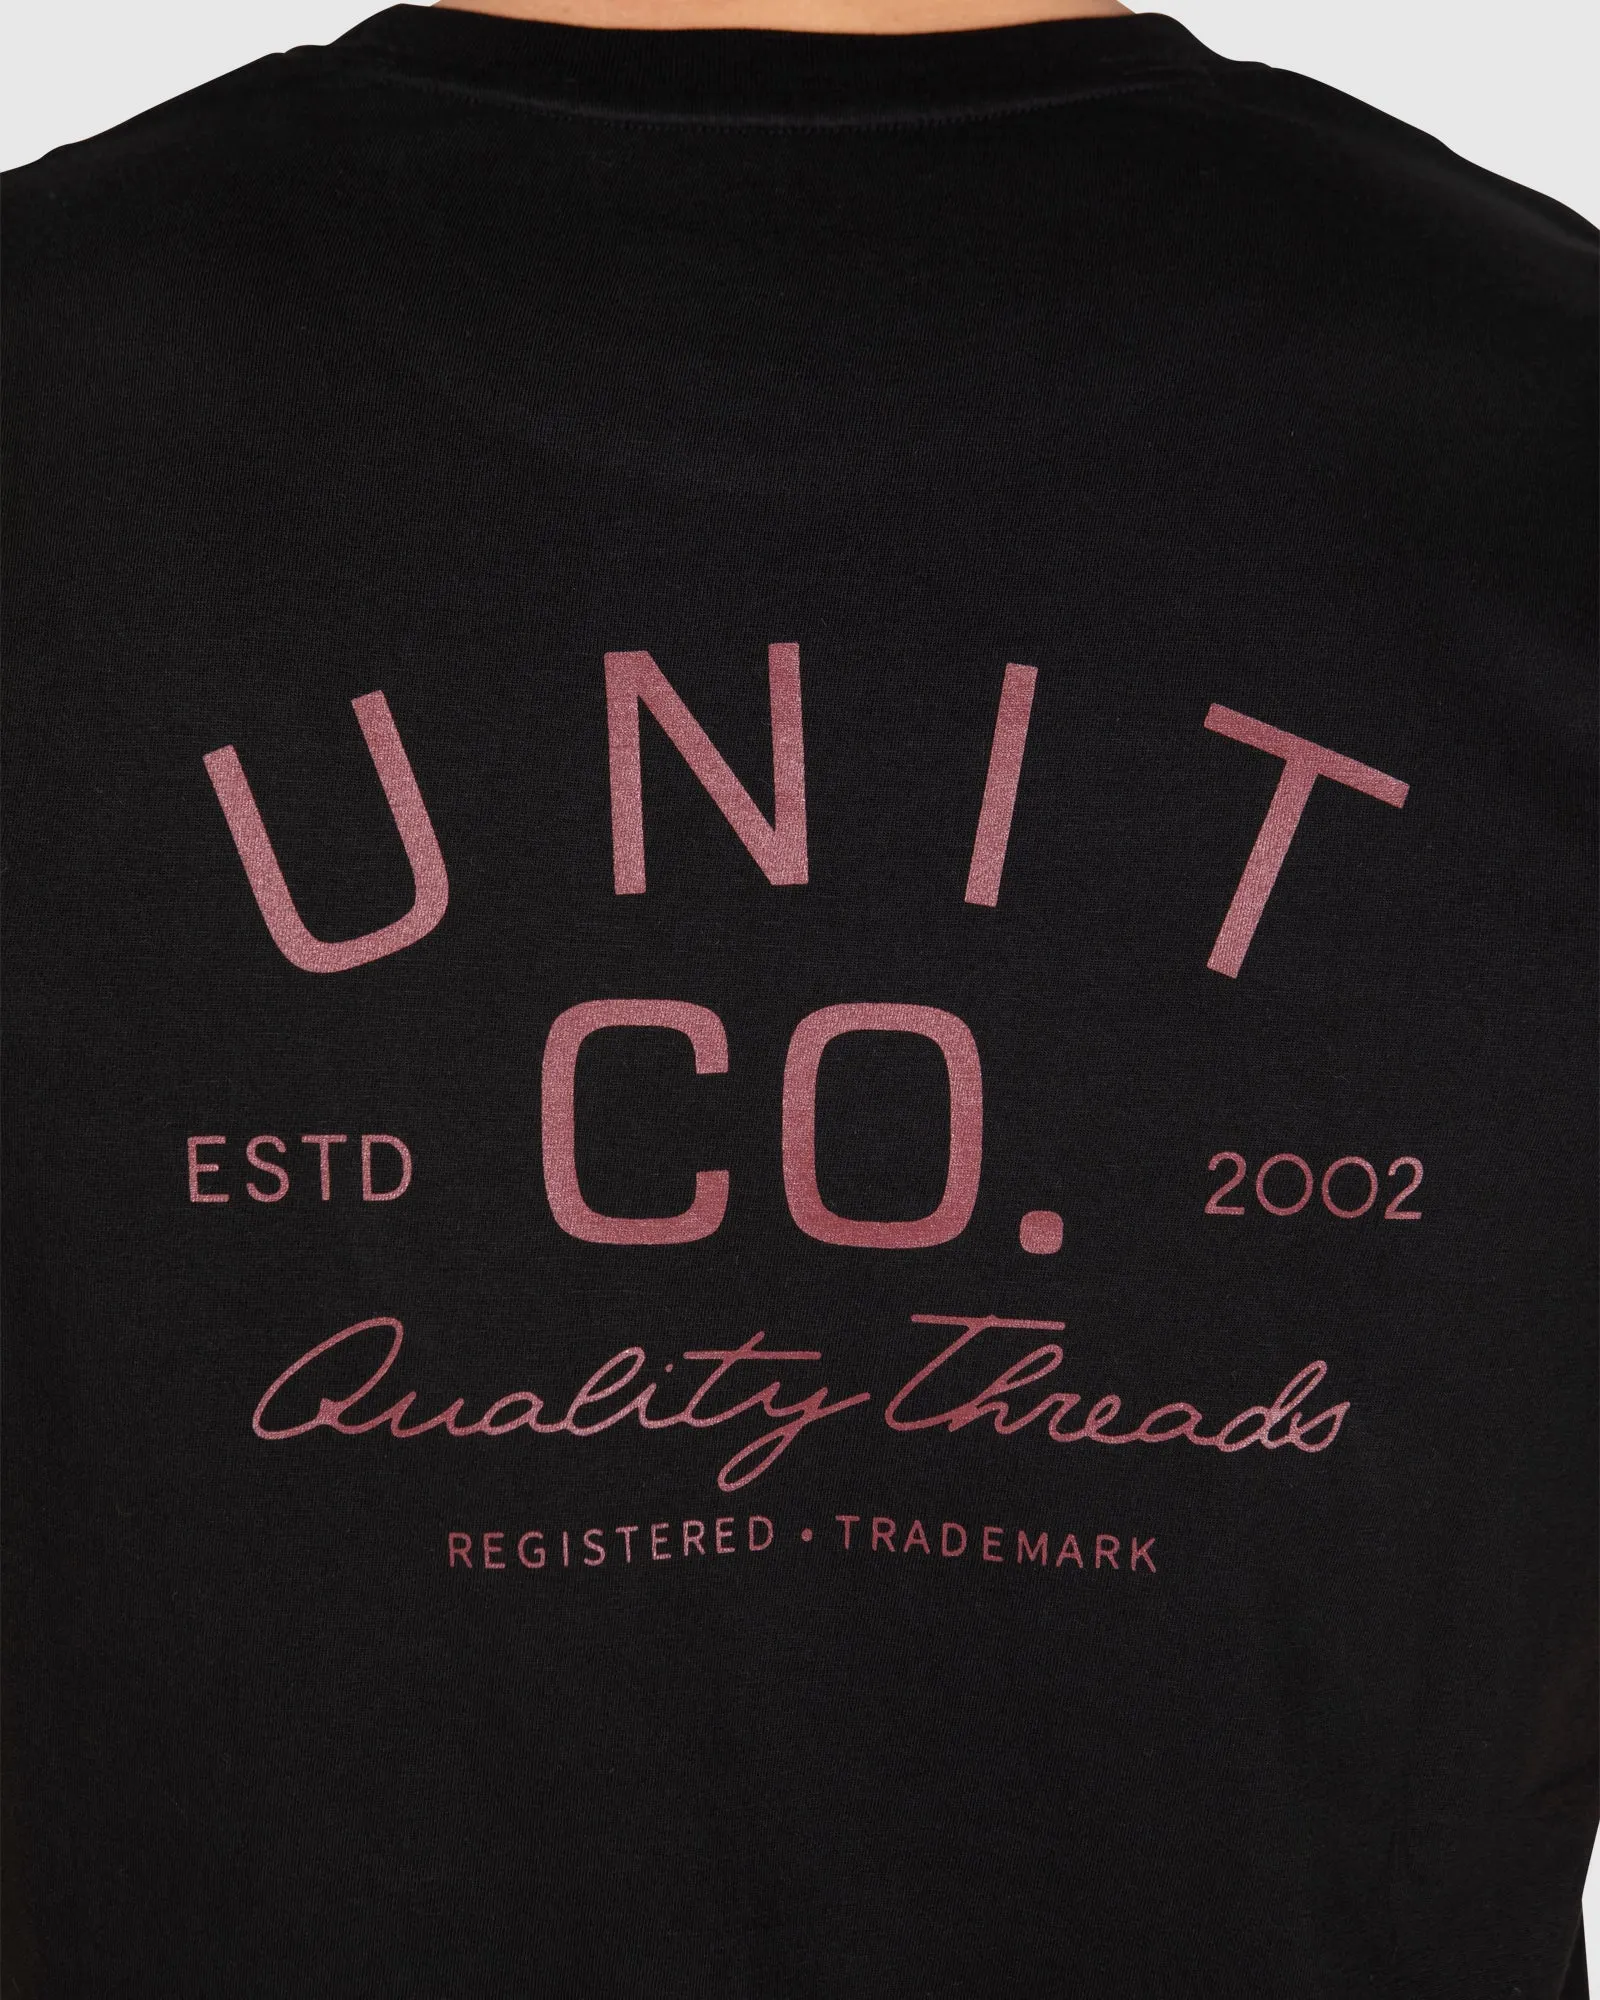 UNIT
CO.
ESTD 2002
Quality Threads
REGISTERED • TRADEMARK